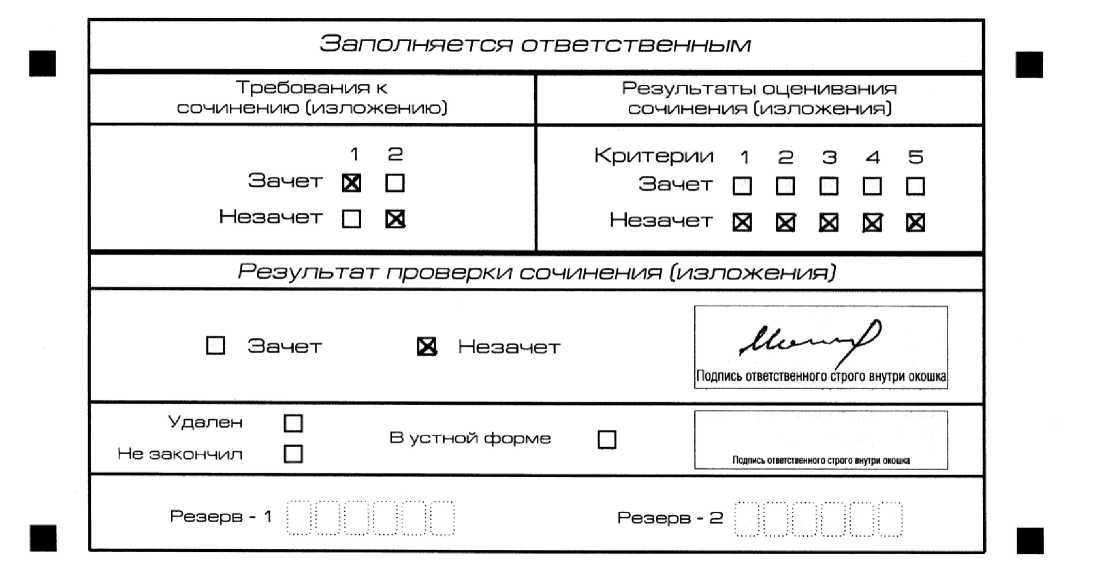 Заполняется ответственным
Требования к
сочинению (изложению)
Результаты оценивания
сочинения (изложения)
1 2
Зачет
Незачет
Критерии 1 2 3 4 5
Зачет
Незачет
Результат проверки сочинения (изложения)
Зачет
Незачет
Подпись ответственного строго внутри окошка
Удален
Не закончил
В устной форме
Подпись ответственного строго внутри окошка
Резерв - 1
Резерв - 2